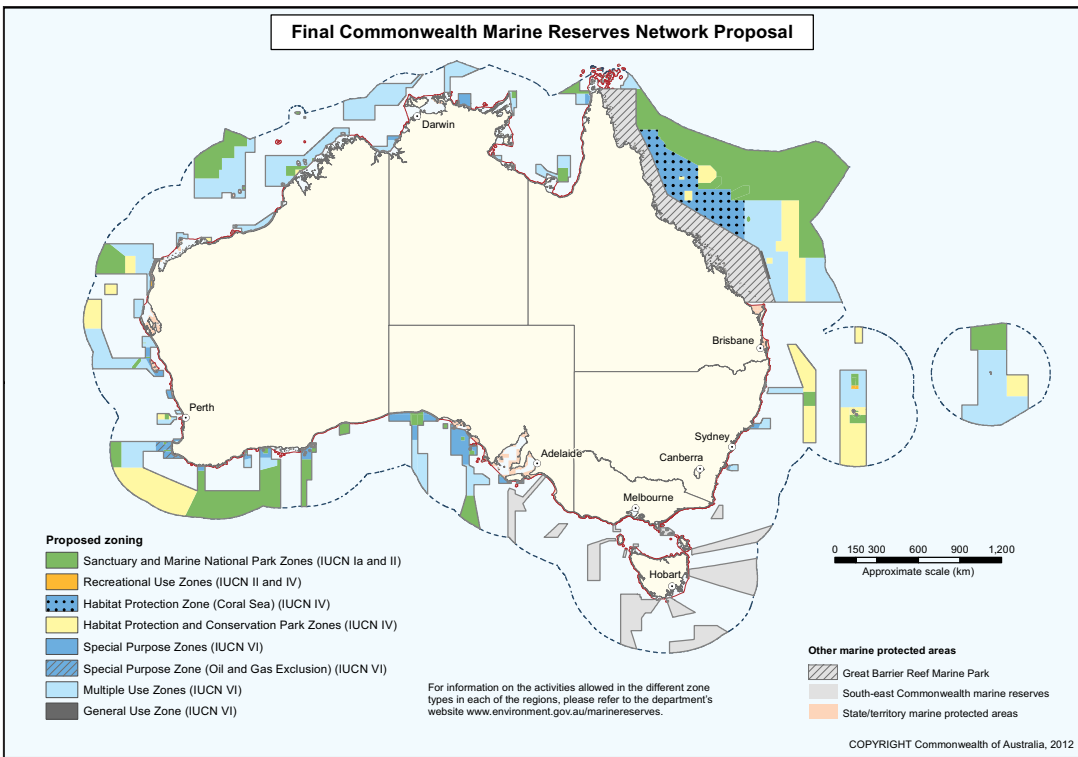 Final Commonwealth Marine Reserves Network Proposal
Darwin
Brisbane
Perth
Sydney
Adelaide
Canberra
Melbourne
Hobart
Proposed zoning
Sanctuary and Marine National Park Zones (IUCN Ia and II)
Recreational Use Zones (IUCN II and IV)
Habitat Protection Zone (Coral Sea) (IUCN IV)
Habitat Protection and Conservation Park Zones (IUCN IV)
Special Purpose Zones (IUCN VI)
Special Purpose Zone (Oil and Gas Exclusion) (IUCN VI)
Multiple Use Zones (IUCN VI)
General Use Zone (IUCN VI)
For information on the activities allowed in the different zone
types in each of the regions, please refer to the department's
website www.environment.gov.au/marinereserves.
0 150 300 600 900 1,200
Approximate scale (km)
Other marine protected areas
Great Barrier Reef Marine Park
South-east Commonwealth marine reserves
State/territory marine protected areas
COPYRIGHT Commonwealth of Australia, 2012